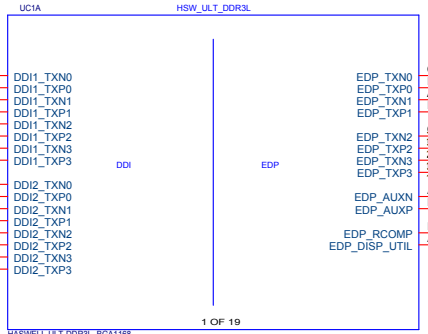 UC1A
HSW_ULT_DDR3L
DDI1_TXN0
DDI1_TXP0
DDI1_TXN1
DDI1_TXP1
DDI1_TXN2
DDI1_TXP2
DDI1_TXN3
DDI1_TXP3
DDI2_TXN0
DDI2_TXP0
DDI2_TXN1
DDI2_TXP1
DDI2_TXN2
DDI2_TXP2
DDI2_TXN3
DDI2_TXP3
DDI
EDP
EDP_TXN0
EDP_TXP0
EDP_TXN1
EDP_TXP1
EDP_TXN2
EDP_TXP2
EDP_TXN3
EDP_TXP3
EDP_AUXN
EDP_AUXP
EDP_RCOMP
EDP_DISP_UTIL
1 OF 19
HASWELL_ULT_DDR3L_BGA1168